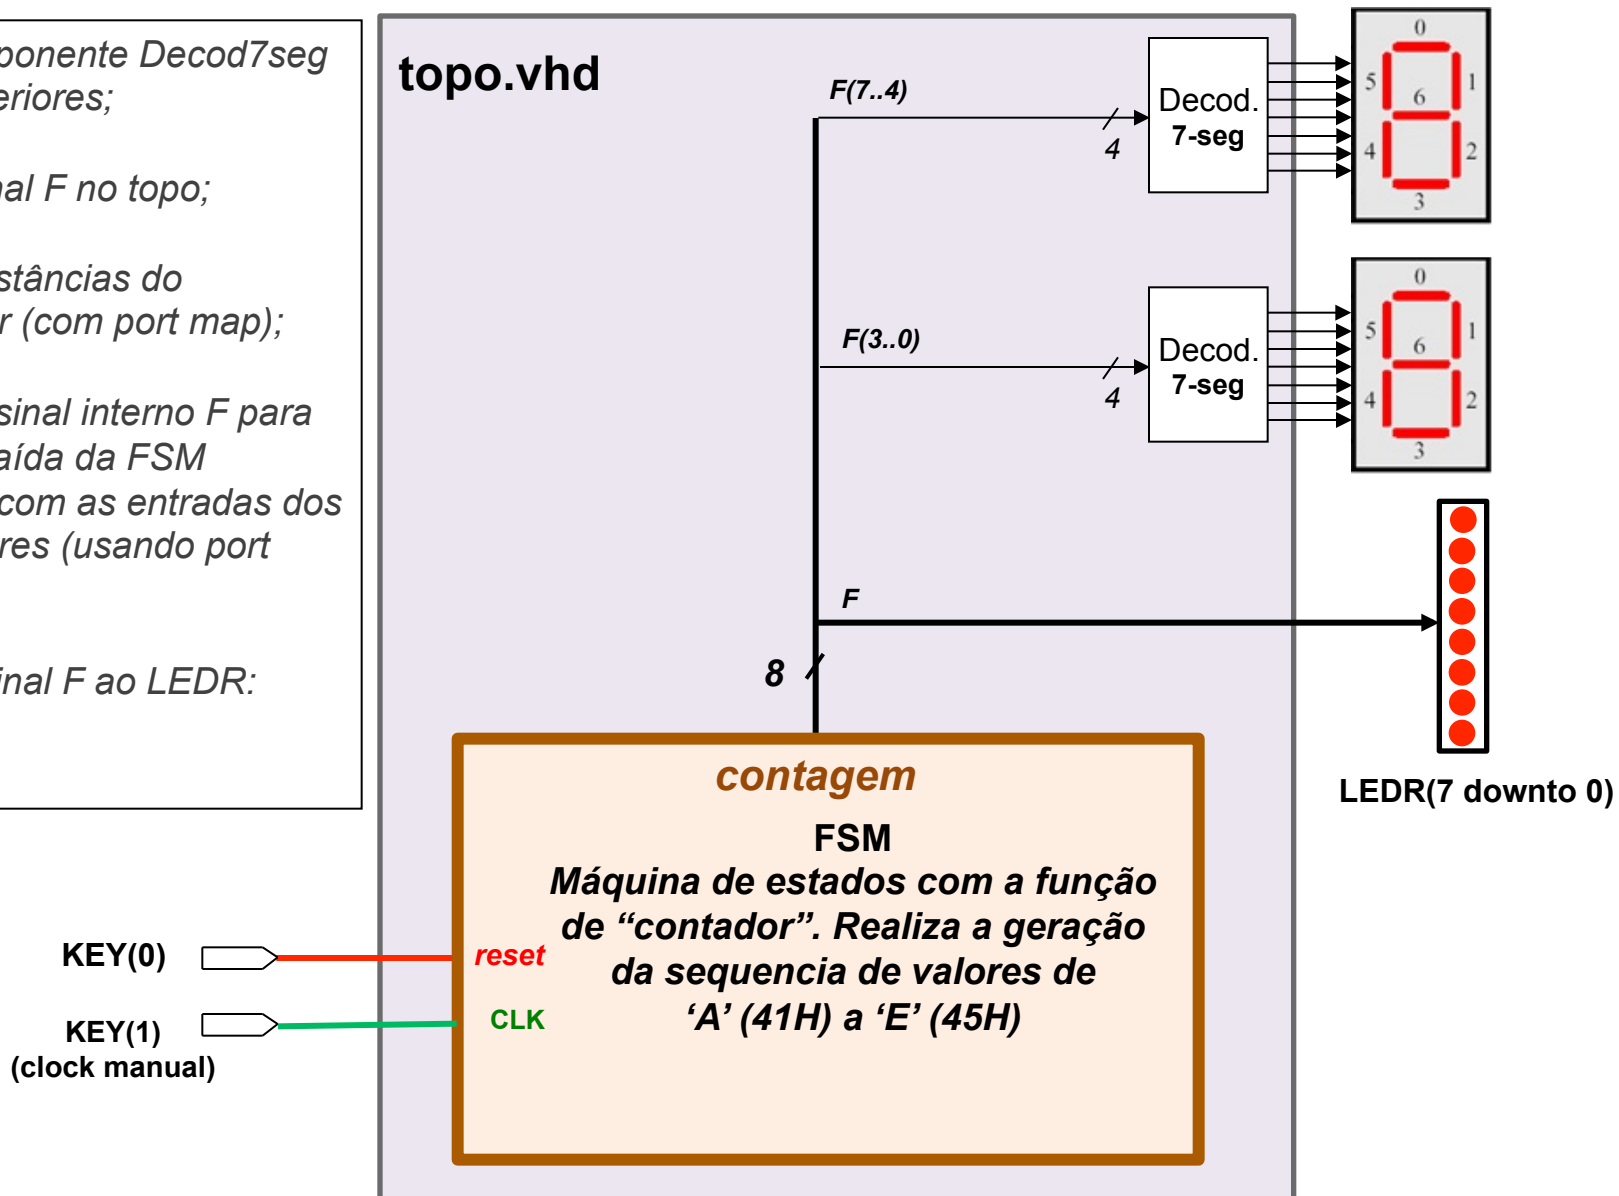 ponente Decod7seg
eriores;
nal F no topo;
stâncias do
r (com port map);
sinal interno F para
aída da FSM
com as entradas dos
res (usando port
inal F ao LEDR:
topo.vhd
F(7..4)
4
Decod.
7-seg
0
5
1
6
4
2
3
F(3..0)
4
Decod.
7-seg
0
5
1
6
4
2
3
F
8
LEDR(7 downto 0)
contagem
FSM
Máquina de estados com a função
de “contador”. Realiza a geração
da sequencia de valores de
‘A’ (41H) a ‘E’ (45H)
KEY(0)
reset
KEY(1)
(clock manual)
CLK